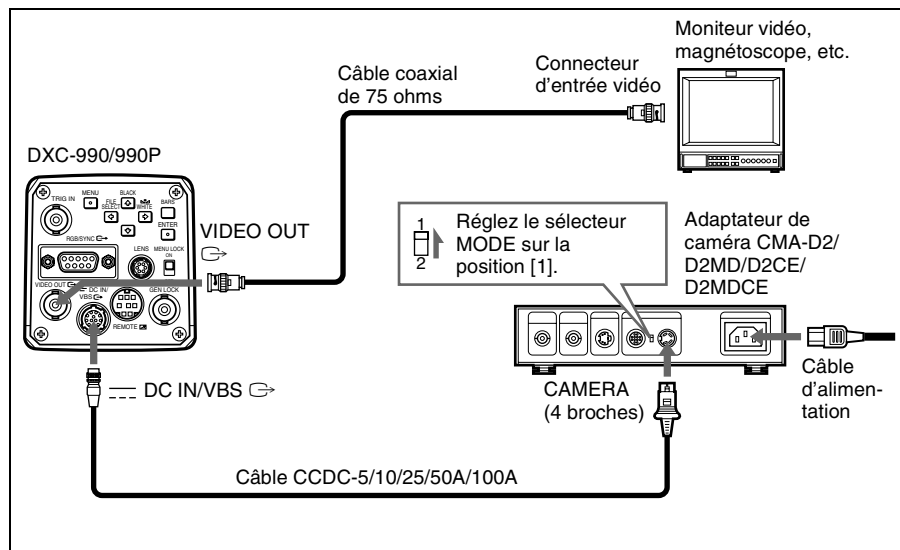 Moniteur vidéo,
magnétoscope, etc.
Connecteur
d'entrée vidéo
Câble coaxial
de 75 ohms
DXC-990/990P
TRIG IN
MENU
BLACK
FILE
SELECT
WHITE
BARS
ENTER
RGB/SYNC
LENS
MENU LOCK
ON
VIDEO OUT
DC IN/
VBS
GEN LOCK
REMOTE
VIDEO OUT
1
2
Réglez le sélecteur
MODE sur la
position [1].
Adaptateur de
caméra CMA-D2/
D2MD/D2CE/
D2MDCE
DC IN/VBS
CAMERA
(4 broches)
Câble
d'alimen-
tation
Câble CCDC-5/10/25/50A/100A